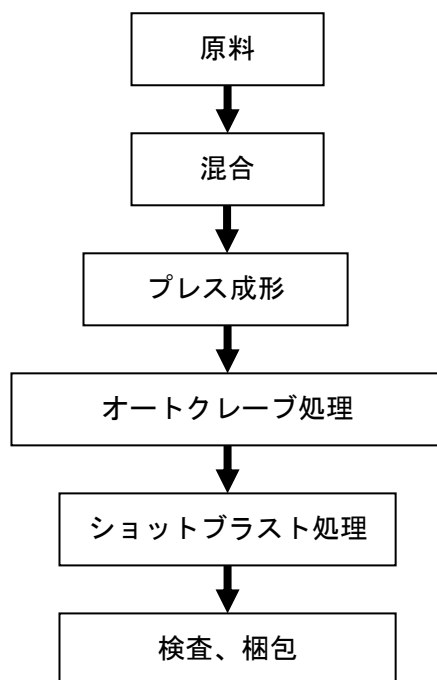 原料
混合
プレス成形
オートクレーブ処理
ショットブラスト処理
検査、梱包